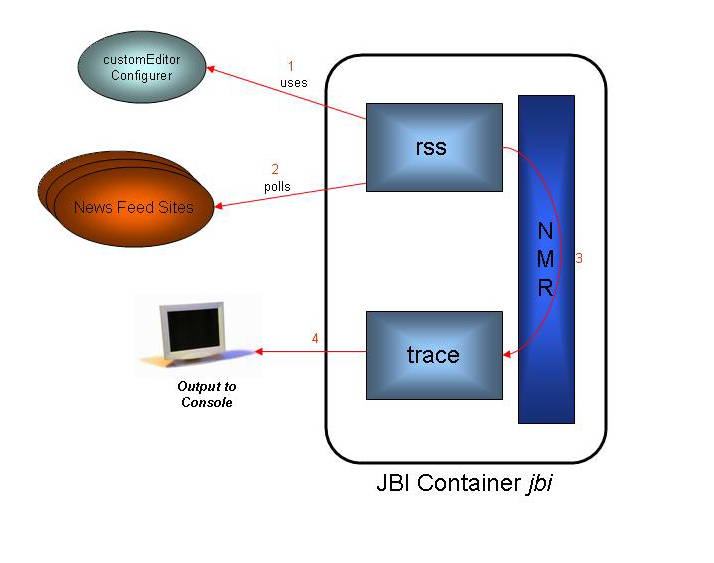 customEditor
Configurer
1
uses
rss
2
polls
News Feed Sites
N
M
R
3
4
trace
Output to
Console
JBI Container jbi